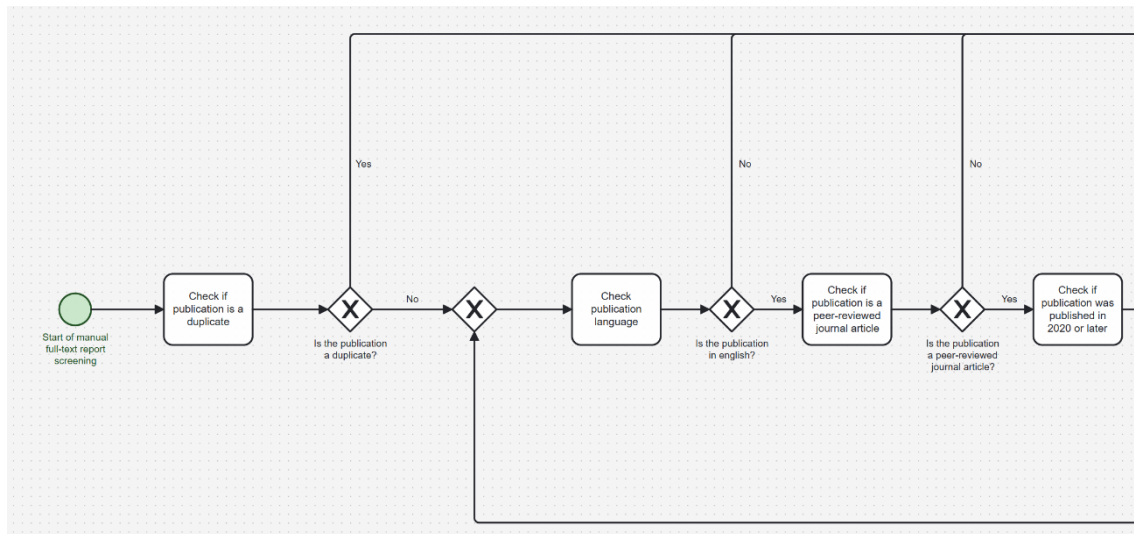 Yes
No
No
Check if
publication is a
duplicate
No
Check
publication
language
Yes
Check if
publication is a
peer-reviewed
journal article
Yes
Check if
publication was
published in
2020 or later
Start of manual
full-text report
screening
Is the publication
a duplicate?
Is the publication
in english?
Is the publication
a peer-reviewed
journal article?